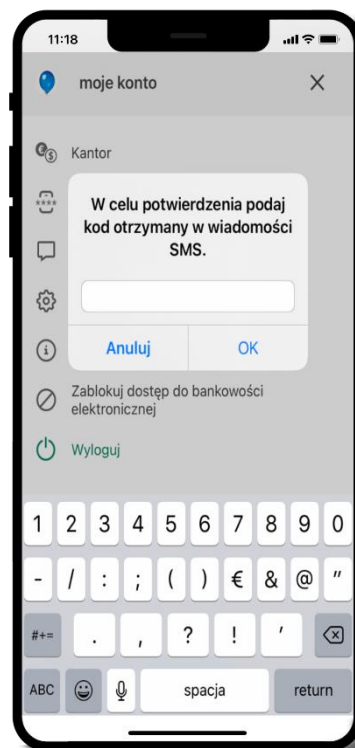 11:18
moje konto
Kantor
W celu potwierdzenia podaj
kod otrzymany w wiadomości
SMS.
Anuluj OK
Zablokuj dostęp do bankowości
elektronicznej
Wyloguj
1 2 3 4 5 6 7 8 9 0
- / : ; ( ) € & @ "
#+= . , ? ! ’
ABC spacja return